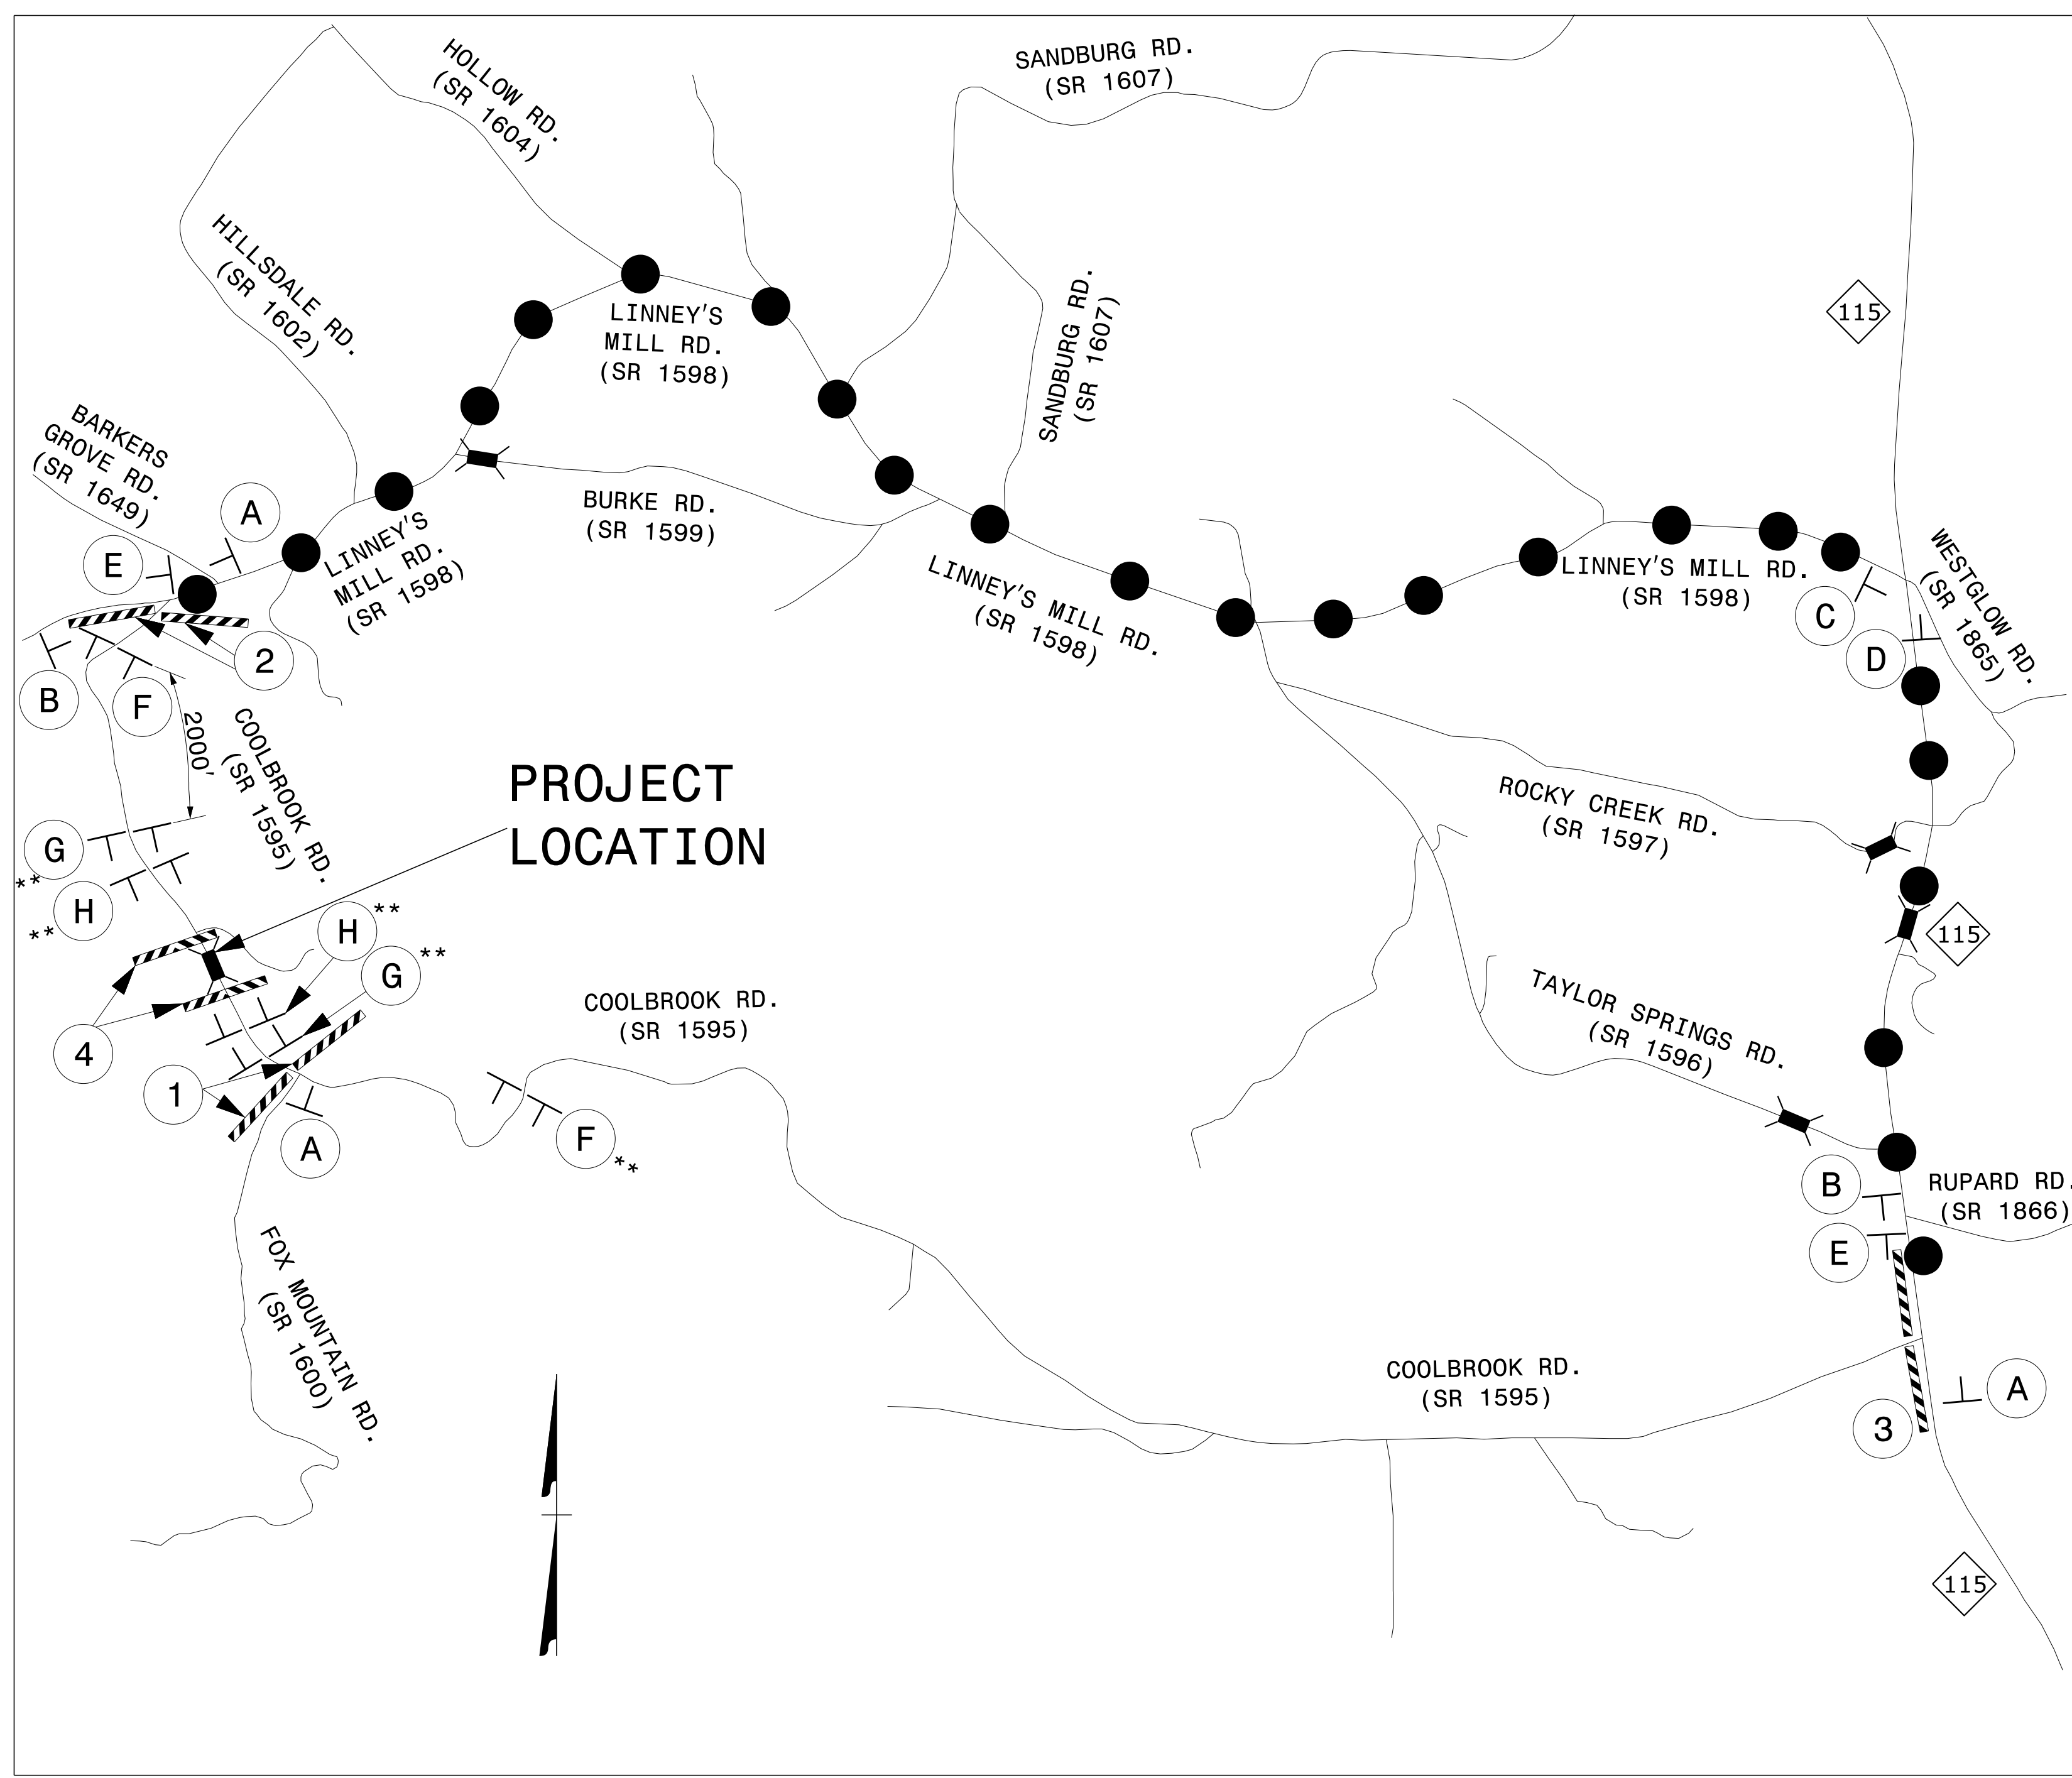 SANDBURG RD.
(SR 1607)
HOLLOW RD.
(SR 1604)
HILLSDALE RD.
(SR 1602)
115
LINNEY'S
MILL RD.
(SR 1598)
SANDBURG RD.
(SR 1607)
BARKERS
GROVE RD.
(SR 1649)
A
E
LINNEY'S
MILL RD.
(SR 1598)
BURKE RD.
(SR 1599)
LINNEY'S MILL RD.
(SR 1598)
LINNEY'S MILL RD.
(SR 1598)
WESTGLOW RD.
(SR 1865)
C
D
2
B
F
2000'
COOLBROOK RD.
(SR 1595)
PROJECT
LOCATION
ROCKY CREEK RD.
(SR 1597)
G
**
H
**
H **
G **
115
4
1
A
COOLBROOK RD.
(SR 1595)
F **
TAYLOR SPRINGS RD.
(SR 1596)
B
RUPARD RD.
(SR 1866)
E
FOX MOUNTAIN RD.
(SR 1600)
COOLBROOK RD.
(SR 1595)
A
3
115